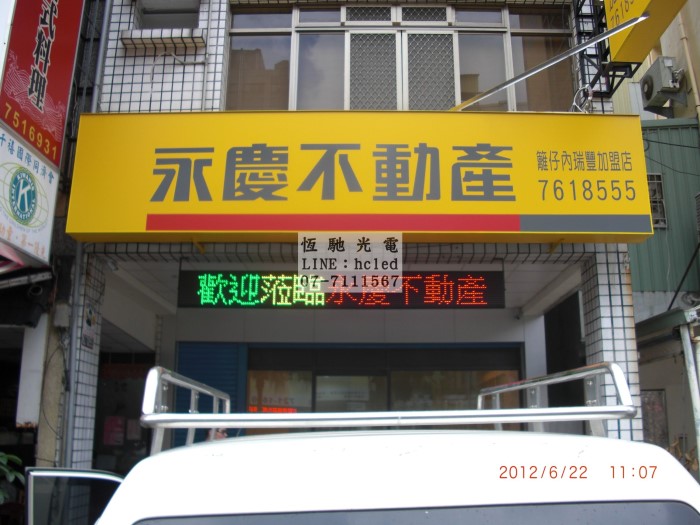 式料理
7516931
永慶不動產
籬仔內瑞豐加盟店
7618555
恆馳光電
LINE:hcled
07-7111567
歡迎蒞臨永慶不動產
2012/6/22 11:07